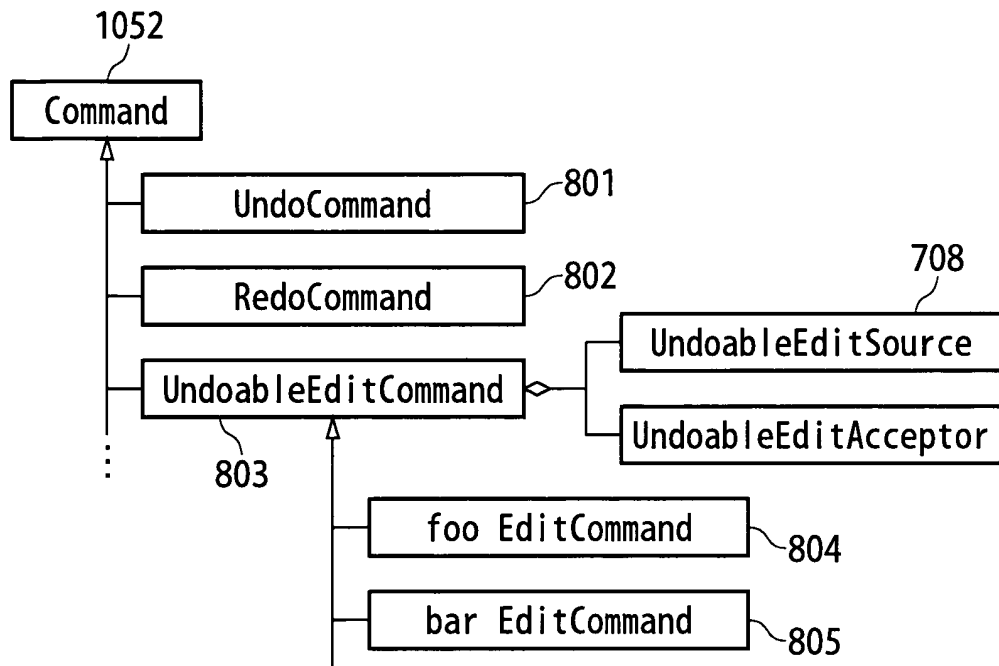 1052
Command
UndoCommand
801
RedoCommand
802
708
UndoableEditSource
UndoableEditCommand
803
UndoableEditAcceptor
foo EditCommand
804
bar EditCommand
805